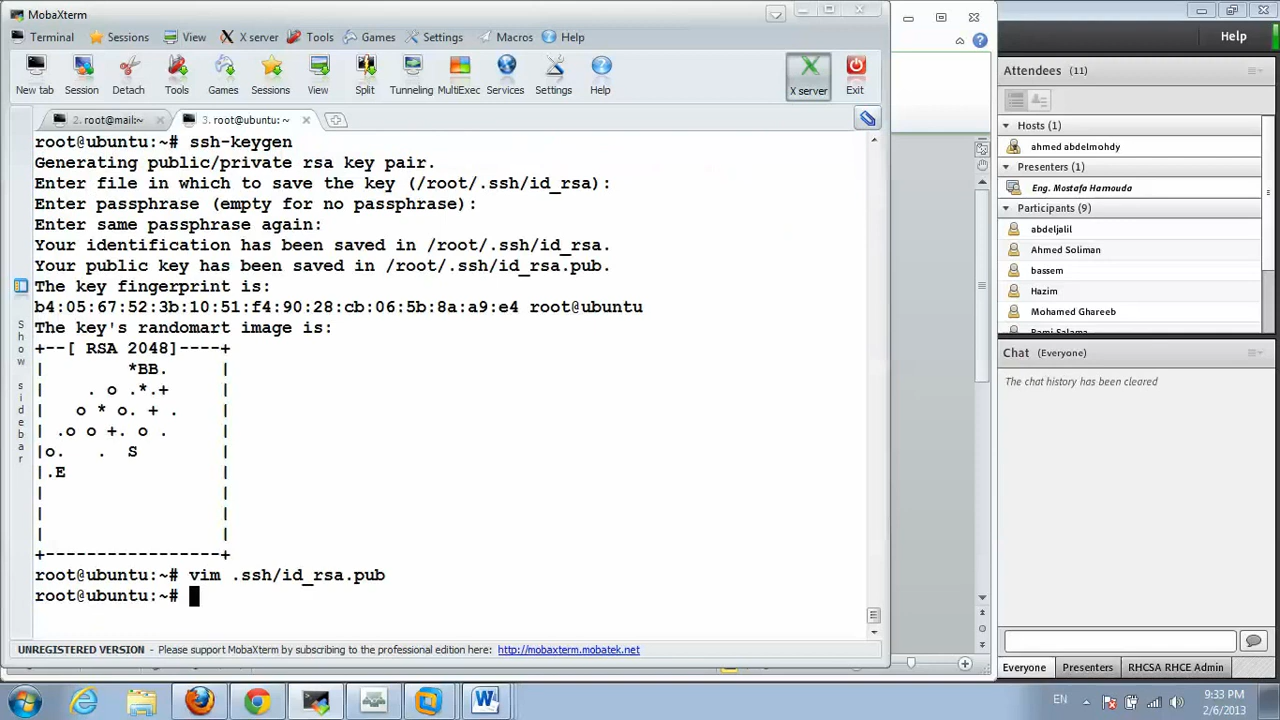 MobaXterm
Terminal Sessions View X server Tools Games Settings Macros Help
New tab Session Detach Tools Games Sessions View Split Tunneling MultiExec Services Settings Help X server Exit
2. root@mail:~ 3. root@ubuntu: ~
root@ubuntu:~# ssh-keygen
Generating public/private rsa key pair.
Enter file in which to save the key (/root/.ssh/id_rsa):
Enter passphrase (empty for no passphrase):
Enter same passphrase again:
Your identification has been saved in /root/.ssh/id_rsa.
Your public key has been saved in /root/.ssh/id_rsa.pub.
The key fingerprint is:
b4:05:67:52:3b:10:51:f4:90:28:cb:06:5b:8a:a9:e4 root@ubuntu
The key's randomart image is:
+--[ RSA 2048]----+
|        *BB.     |
|    . o .*.+     |
|   o * o. + .    |
| .o o +. o .     |
|o.   .  S        |
|.E               |
|                 |
|                 |
|                 |
+-----------------+
root@ubuntu:~# vim .ssh/id_rsa.pub
root@ubuntu:~#
Show sidebar
UNREGISTERED VERSION - Please support MobaXterm by subscribing to the professional edition here: http://mobaxterm.mobatek.net
Help
Attendees (11)
Hosts (1)
ahmed abdelmohdy
Presenters (1)
Eng. Mostafa Hamouda
Participants (9)
abdeljalil
Ahmed Soliman
bassem
Hazim
Mohamed Ghareeb
Rami Salama
Chat (Everyone)
The chat history has been cleared
Everyone Presenters RHCSA RHCE Admin
EN
9:33 PM
2/6/2013